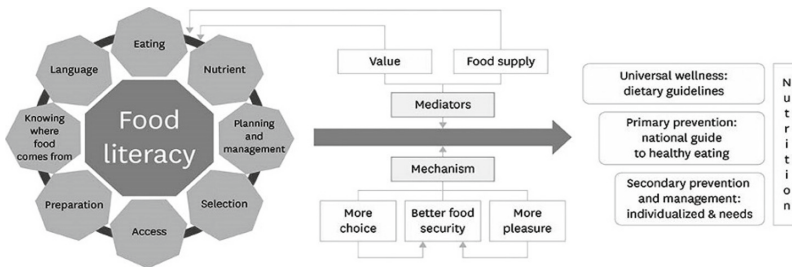 Eating
Language
Nutrient
Knowing
where
food
comes from
Food
literacy
Planning
and
management
Preparation
Selection
Access
Value
Food supply
Mediators
Mechanism
More
choice
Better food
security
More
pleasure
Universal wellness:
dietary guidelines
Primary prevention:
national guide
to healthy eating
Secondary prevention
and management:
individualized & needs
Nutrition